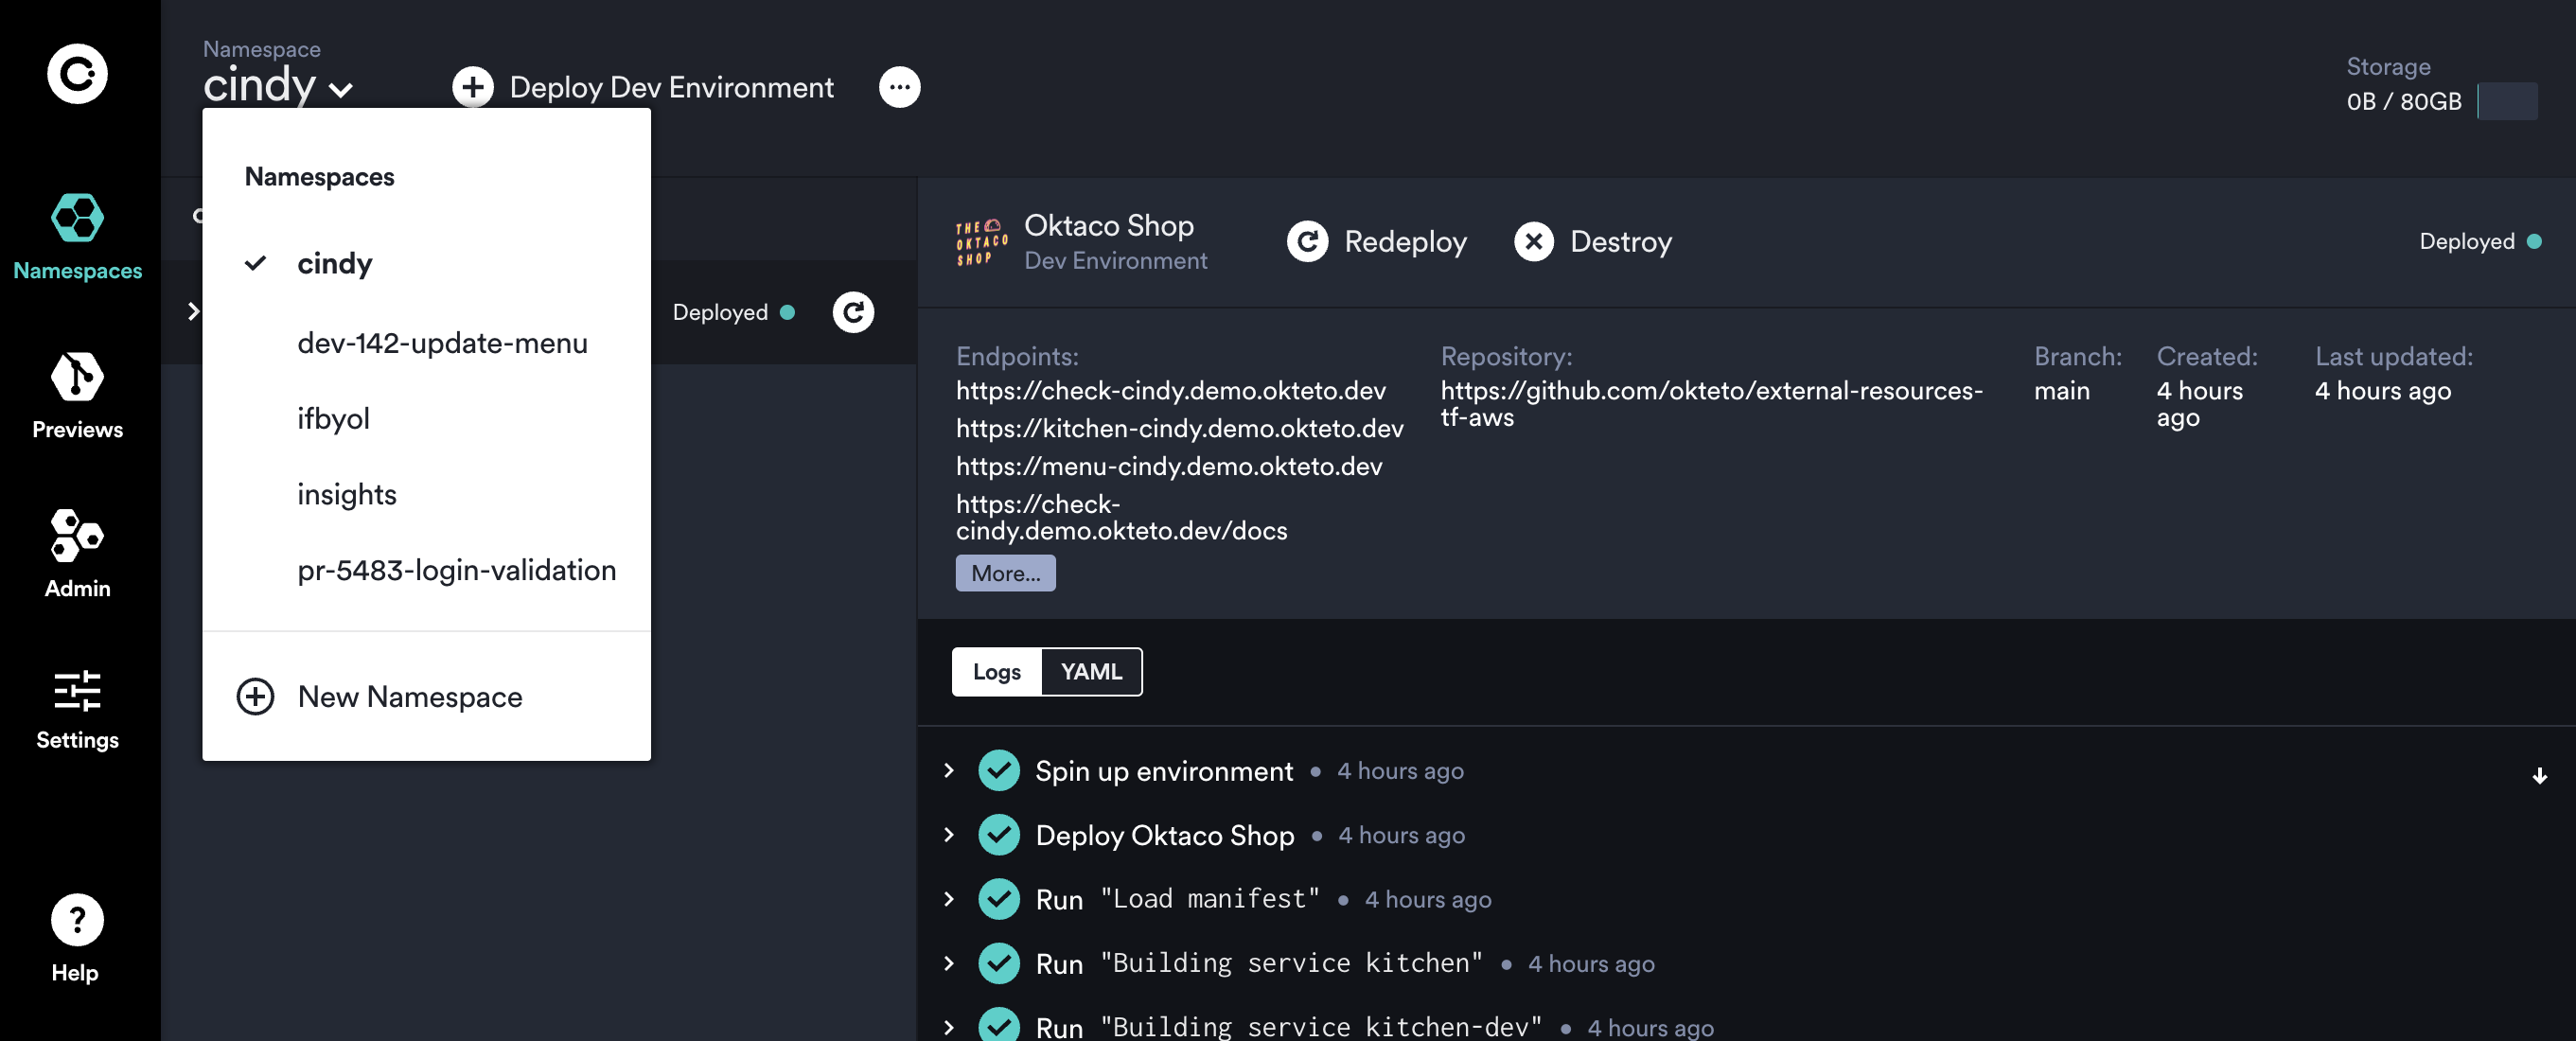 Namespace
cindy
Deploy Dev Environment
Storage
0B / 80GB
Namespaces
Previews
Admin
Settings
Help
Namespaces
cindy
dev-142-update-menu
ifbyol
insights
pr-5483-login-validation
New Namespace
Deployed
THE
OKTACO
SHOP
Oktaco Shop
Dev Environment
Redeploy
Destroy
Deployed
Endpoints:
https://check-cindy.demo.okteto.dev
https://kitchen-cindy.demo.okteto.dev
https://menu-cindy.demo.okteto.dev
https://check-
cindy.demo.okteto.dev/docs
More...
Repository:
https://github.com/okteto/external-resources-
tf-aws
Branch:
main
Created:
4 hours
ago
Last updated:
4 hours ago
Logs
YAML
Spin up environment • 4 hours ago
Deploy Oktaco Shop • 4 hours ago
Run "Load manifest" • 4 hours ago
Run "Building service kitchen" • 4 hours ago
Run "Building service kitchen-dev" • 4 hours ago